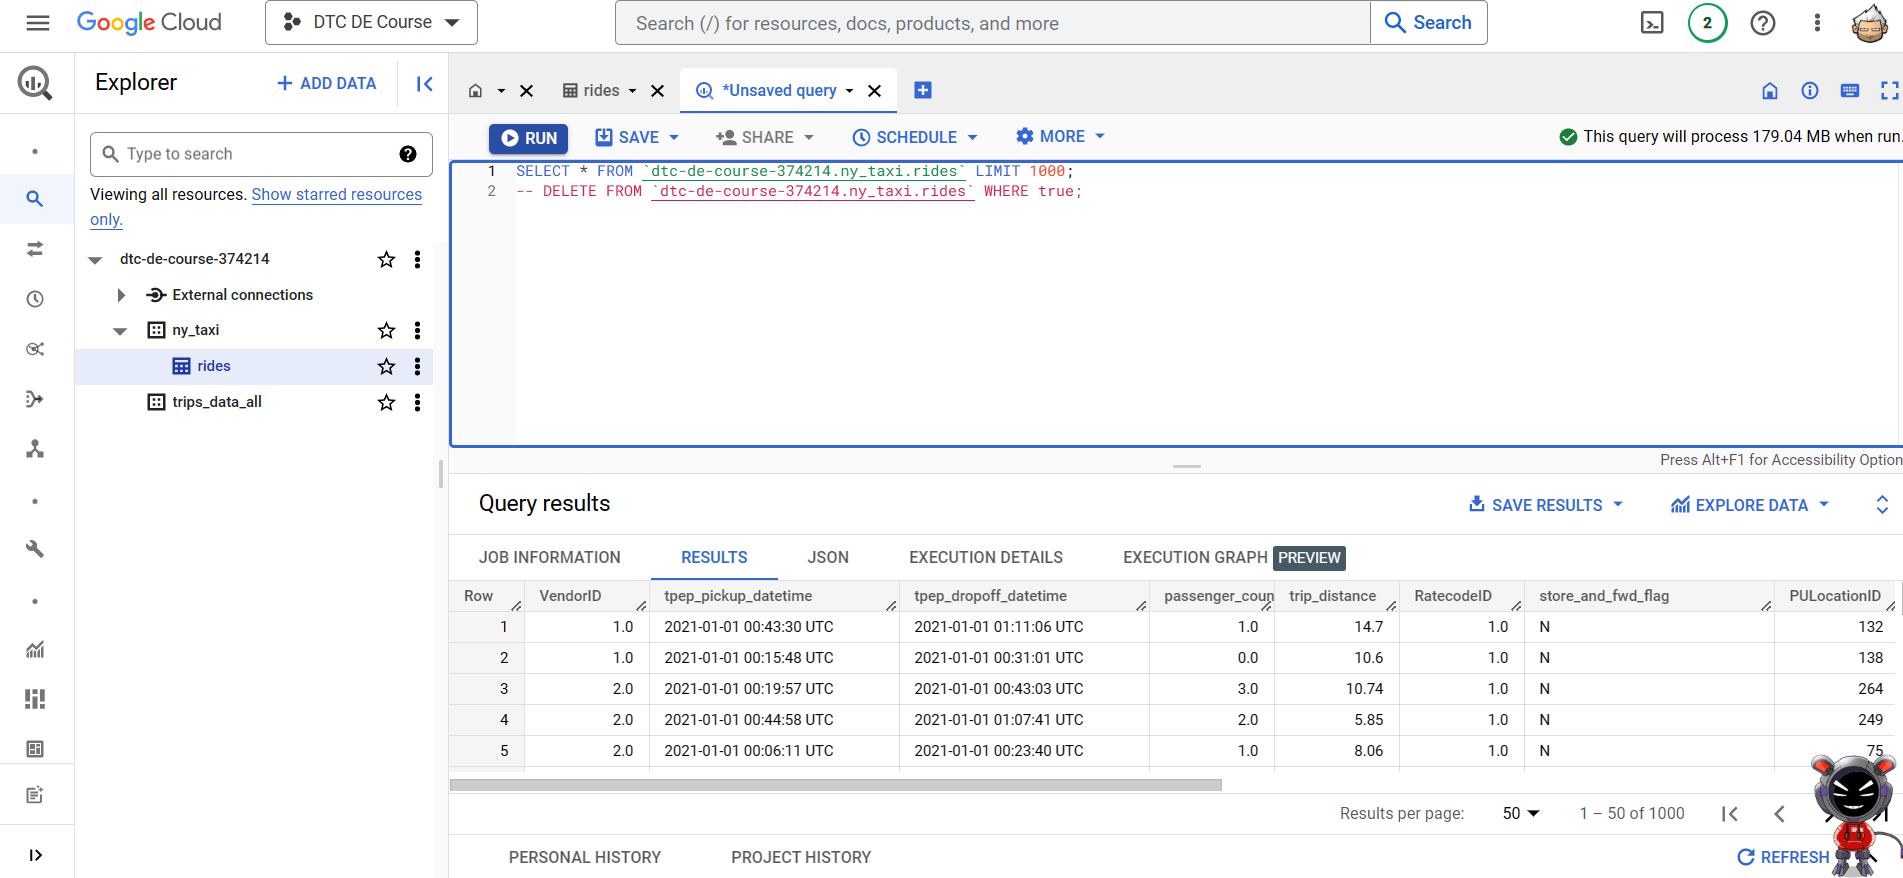 Google Cloud
DTC DE Course
Search (/) for resources, docs, products, and more
Search
2
Explorer
ADD DATA
rides
*Unsaved query
RUN
SAVE
SHARE
SCHEDULE
MORE
This query will process 179.04 MB when run.
Type to search
Viewing all resources. Show starred resources
only.
dtc-de-course-374214
External connections
ny_taxi
rides
trips_data_all
1 SELECT * FROM `dtc-de-course-374214.ny_taxi.rides` LIMIT 1000;
2 -- DELETE FROM `dtc-de-course-374214.ny_taxi.rides` WHERE true;
Press Alt+F1 for Accessibility Option
Query results
SAVE RESULTS
EXPLORE DATA
JOB INFORMATION
RESULTS
JSON
EXECUTION DETAILS
EXECUTION GRAPH PREVIEW
Row VendorID tpep_pickup_datetime tpep_dropoff_datetime passenger_coun trip_distance RatecodeID store_and_fwd_flag PULocationID
1 1.0 2021-01-01 00:43:30 UTC 2021-01-01 01:11:06 UTC 1.0 14.7 1.0 N 132
2 1.0 2021-01-01 00:15:48 UTC 2021-01-01 00:31:01 UTC 0.0 10.6 1.0 N 138
3 2.0 2021-01-01 00:19:57 UTC 2021-01-01 00:43:03 UTC 3.0 10.74 1.0 N 264
4 2.0 2021-01-01 00:44:58 UTC 2021-01-01 01:07:41 UTC 2.0 5.85 1.0 N 249
5 2.0 2021-01-01 00:06:11 UTC 2021-01-01 00:23:40 UTC 1.0 8.06 1.0 N 75
Results per page: 50 1 – 50 of 1000
PERSONAL HISTORY
PROJECT HISTORY
REFRESH